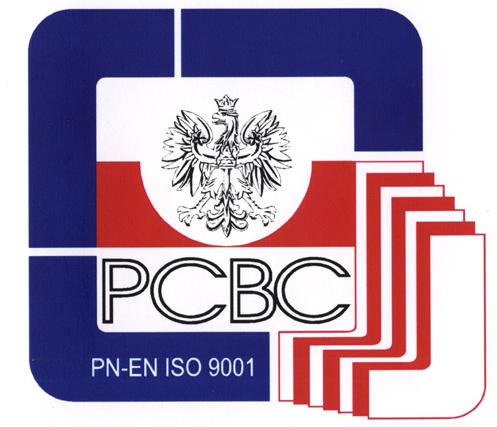 PCBC
PN-EN ISO 9001